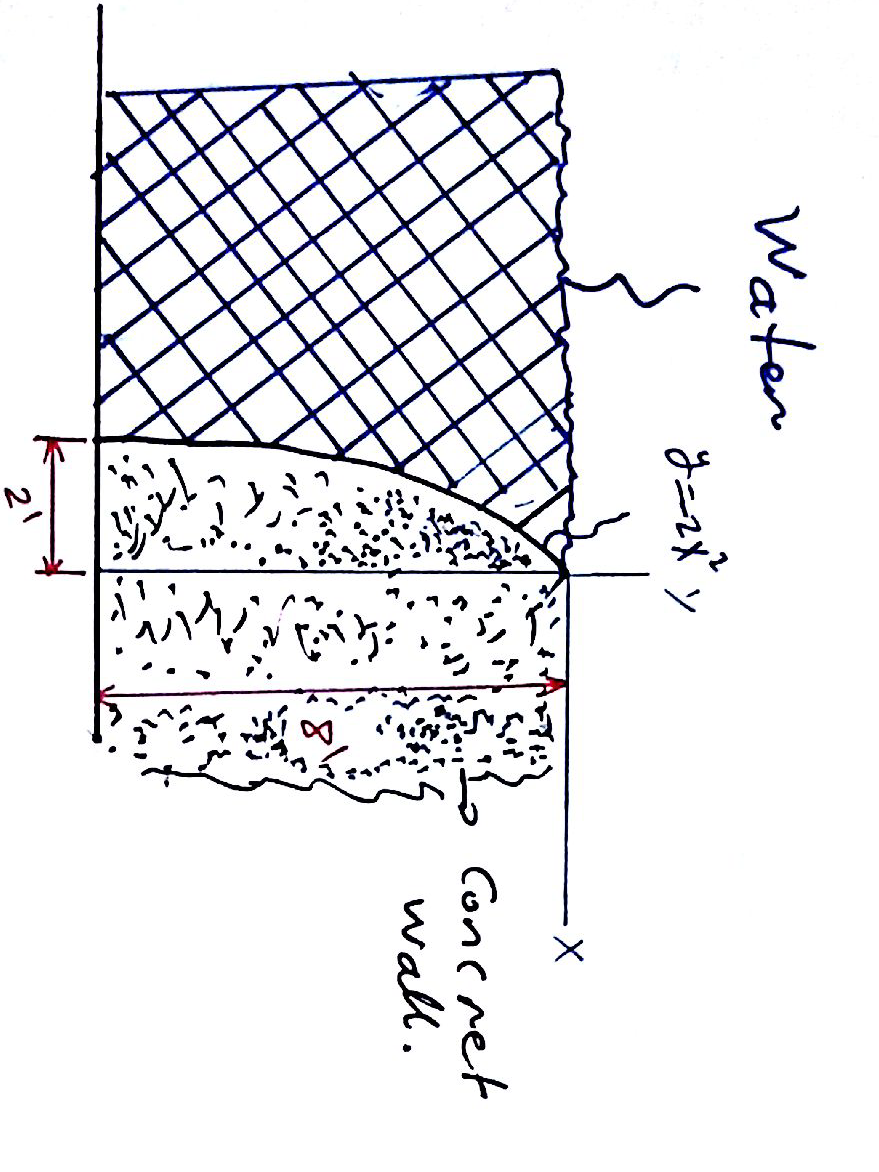 Water
y = -2x² y
x
8'
2'
Concret
wall.